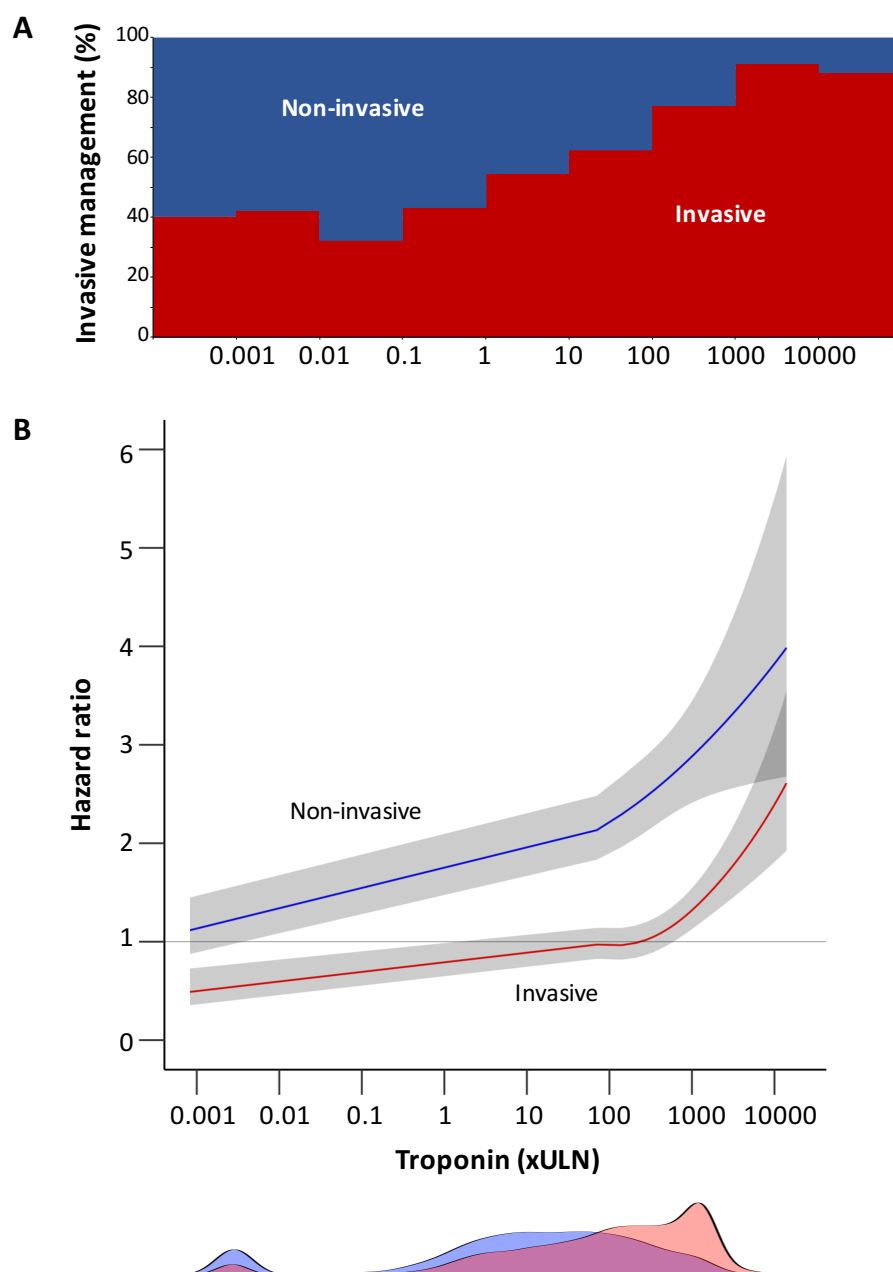 A
Invasive management (%)
100
80
60
40
20
0
Non-invasive
Invasive
0.001 0.01 0.1 1 10 100 1000 10000
B
Hazard ratio
6
5
4
3
2
1
0
Non-invasive
Invasive
0.001 0.01 0.1 1 10 100 1000 10000
Troponin (xULN)